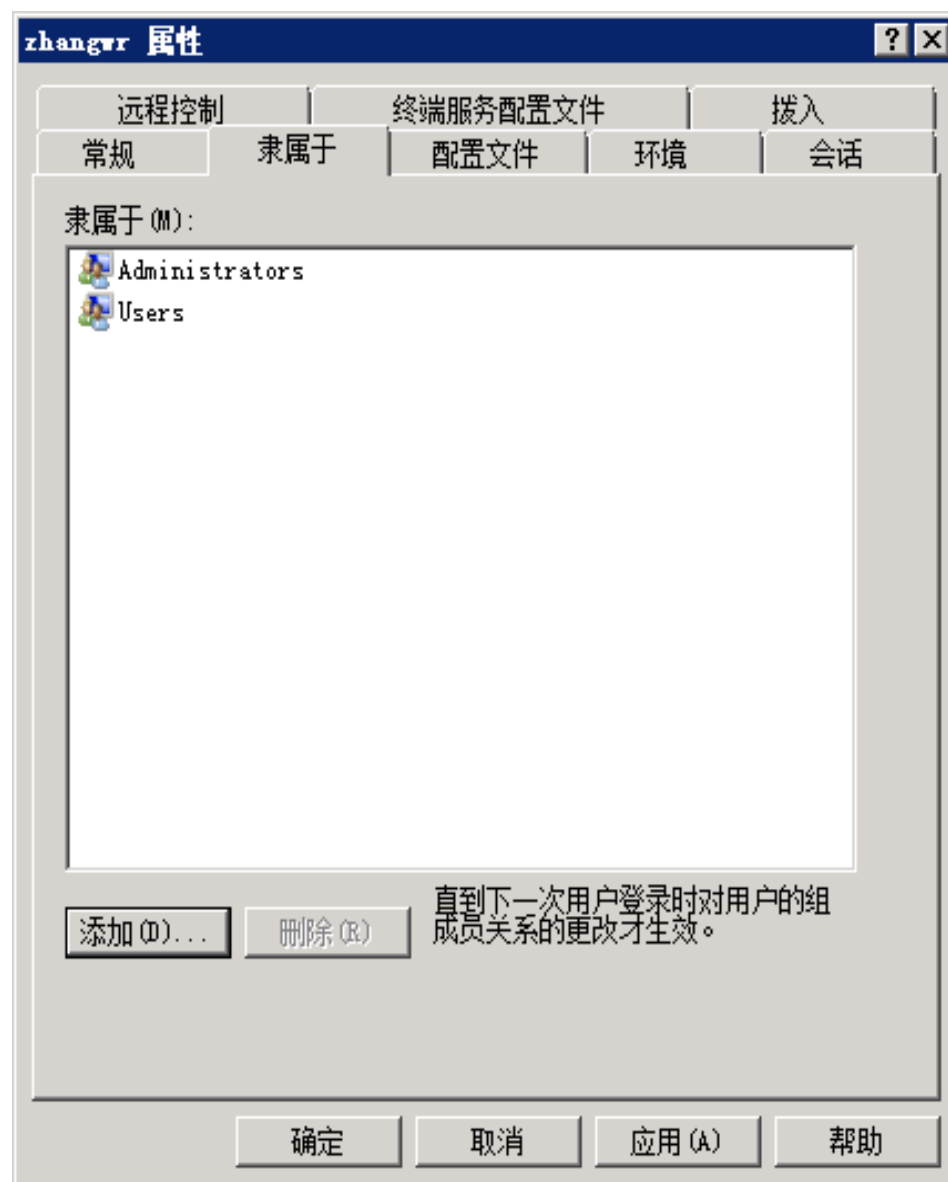 zhangwr 属性
远程控制 终端服务配置文件 拨入
常规 隶属于 配置文件 环境 会话
隶属于(M):
Administrators
Users
添加(D)... 删除(R) 直到下一次用户登录时对用户的组
成员关系的更改才生效。
确定 取消 应用(A) 帮助